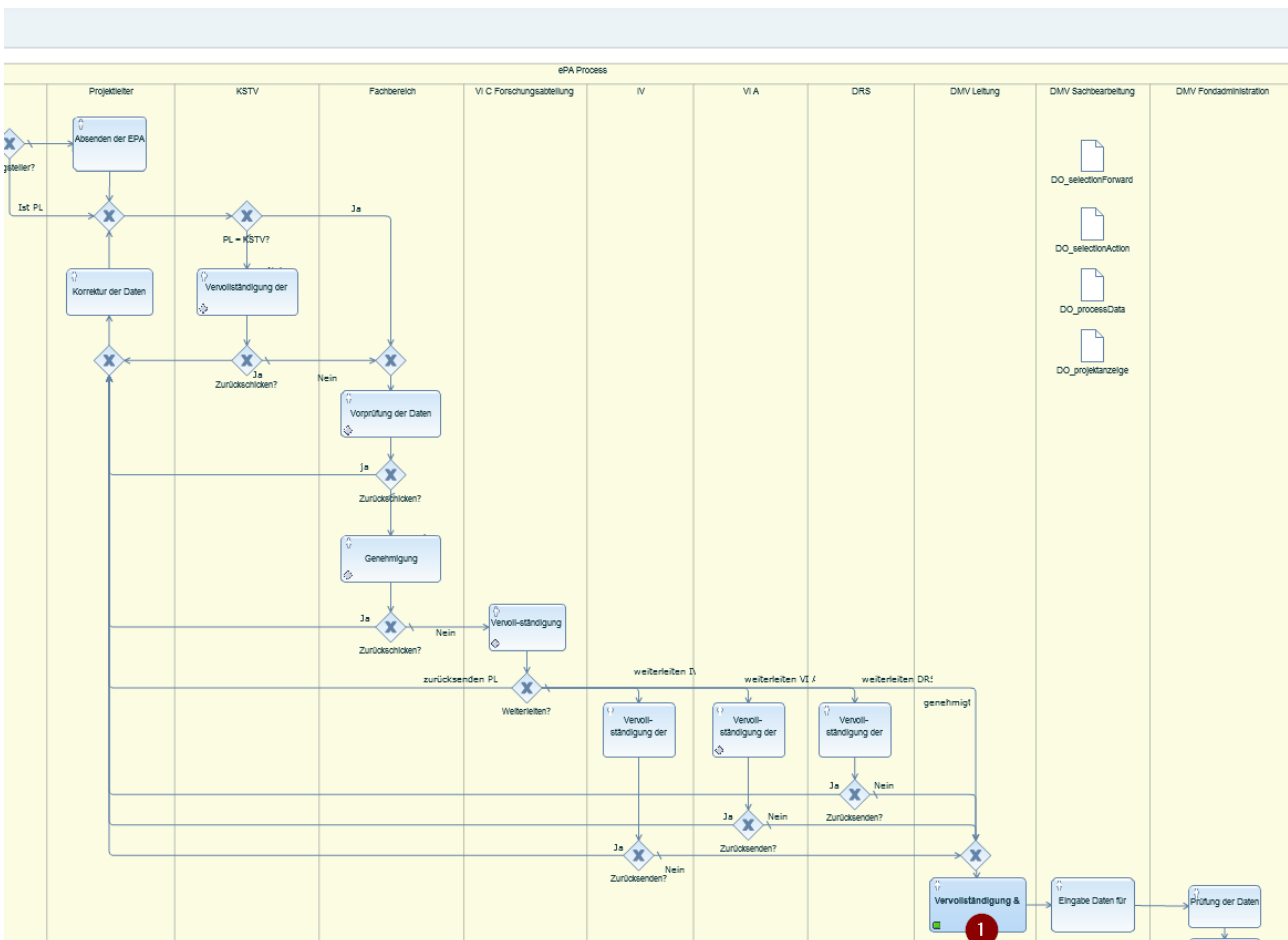 ePA Process
Projektleiter
KSTV
Fachbereich
VI C Forschungsabteilung
IV
VI A
DRS
DMV Leitung
DMV Sachbearbeitung
DMV Fondadministration
Absenden der EPA
gsteller?
Ist PL
PL = KSTV?
Ja
DO_selectionForward
DO_selectionAction
DO_processData
DO_projektanzeige
Korrektur der Daten
Vervollständigung der
Ja
Zurückschicken?
Nein
Vorprüfung der Daten
ja
Zurückschicken?
Genehmigung
Ja
Zurückschicken?
Nein
Vervoll-ständigung
zurücksenden PL
Weiterleiten?
weiterleiten IV
weiterleiten VI A
weiterleiten DRS
genehmigt
Vervoll-
ständigung der
Vervoll-
ständigung der
Vervoll-
ständigung der
Ja
Nein
Zurücksenden?
Ja
Nein
Zurücksenden?
Ja
Nein
Zurücksenden?
Vervollständigung &
1
Eingabe Daten für
Prüfung der Daten